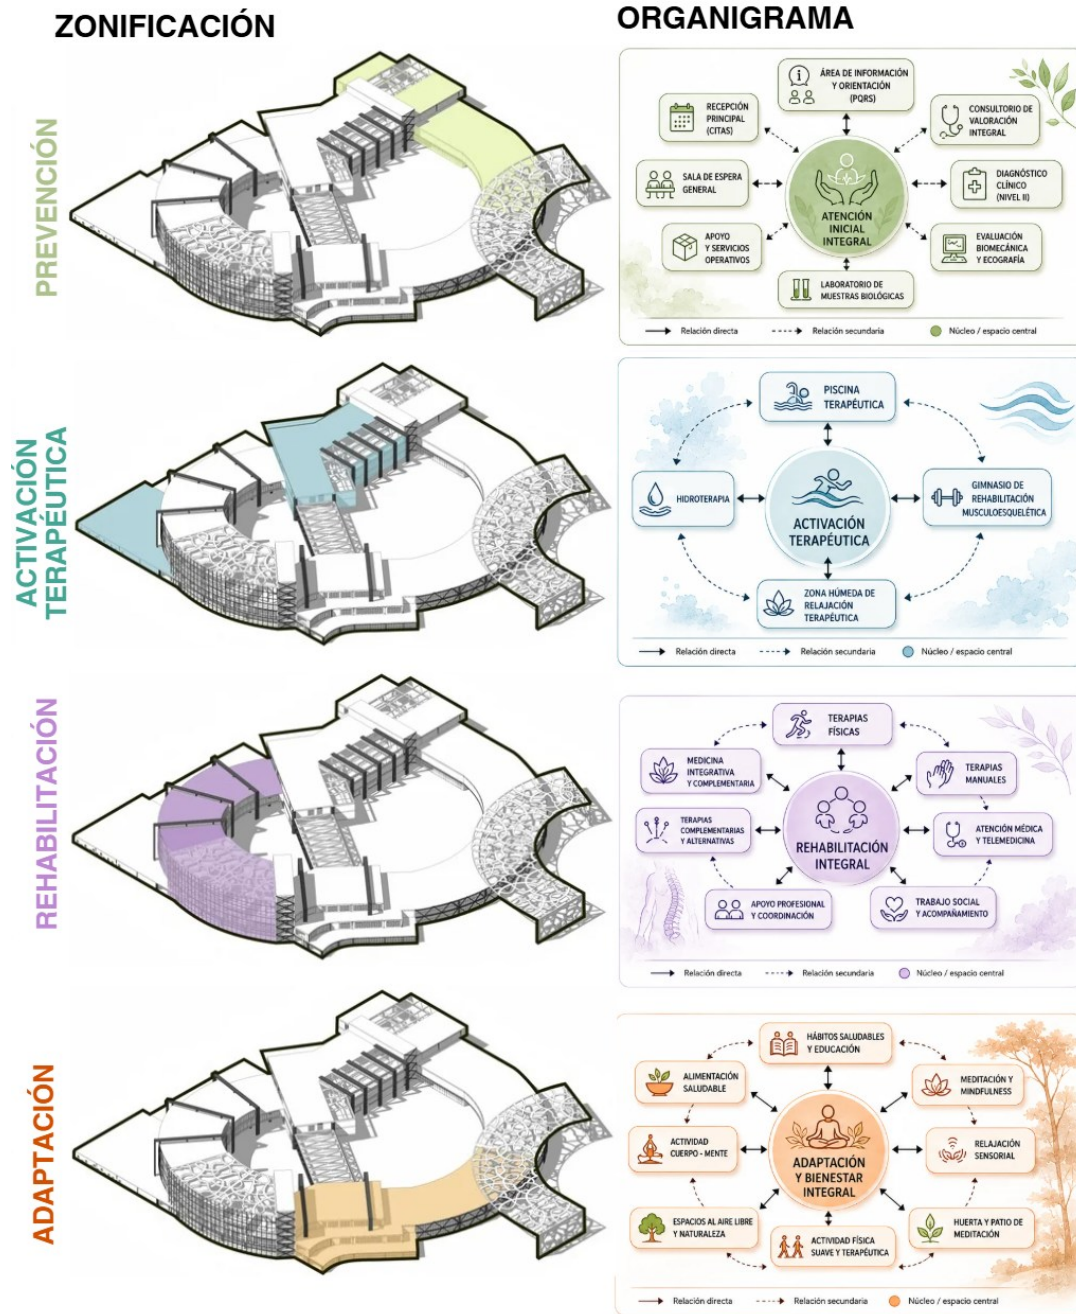 ZONIFICACIÓN
ORGANIGRAMA
PREVENCIÓN
ÁREA DE INFORMACIÓN
Y ORIENTACIÓN
(PQRS)
RECEPCIÓN
PRINCIPAL
(CITAS)
CONSULTORIO DE
VALORACIÓN
INTEGRAL
SALA DE ESPERA
GENERAL
DIAGNÓSTICO
CLÍNICO
(NIVEL II)
ATENCIÓN
INICIAL
INTEGRAL
APOYO
Y SERVICIOS
OPERATIVOS
EVALUACIÓN
BIOMECÁNICA
Y ECOGRAFÍA
LABORATORIO DE
MUESTRAS BIOLÓGICAS
Relación directa
Relación secundaria
Núcleo / espacio central
ACTIVACIÓN
TERAPÉUTICA
PISCINA
TERAPÉUTICA
HIDROTERAPIA
ACTIVACIÓN
TERAPÉUTICA
GIMNASIO DE
REHABILITACIÓN
MUSCULOESQUELÉTICA
ZONA HÚMEDA DE
RELAJACIÓN
TERAPÉUTICA
Relación directa
Relación secundaria
Núcleo / espacio central
REHABILITACIÓN
TERAPIAS
FÍSICAS
MEDICINA
INTEGRATIVA
Y COMPLEMENTARIA
TERAPIAS
MANUALES
TERAPIAS
COMPLEMENTARIAS
Y ALTERNATIVAS
REHABILITACIÓN
INTEGRAL
ATENCIÓN MÉDICA
Y TELEMEDICINA
APOYO PROFESIONAL
Y COORDINACIÓN
TRABAJO SOCIAL
Y ACOMPAÑAMIENTO
Relación directa
Relación secundaria
Núcleo / espacio central
ADAPTACIÓN
HÁBITOS SALUDABLES
Y EDUCACIÓN
ALIMENTACIÓN
SALUDABLE
MEDITACIÓN Y
MINDFULNESS
ACTIVIDAD
CUERPO - MENTE
ADAPTACIÓN
Y BIENESTAR
INTEGRAL
RELAJACIÓN
SENSORIAL
ESPACIOS AL AIRE LIBRE
Y NATURALEZA
ACTIVIDAD FÍSICA
SUAVE Y TERAPÉUTICA
HUERTA Y PATIO DE
MEDITACIÓN
Relación directa
Relación secundaria
Núcleo / espacio central